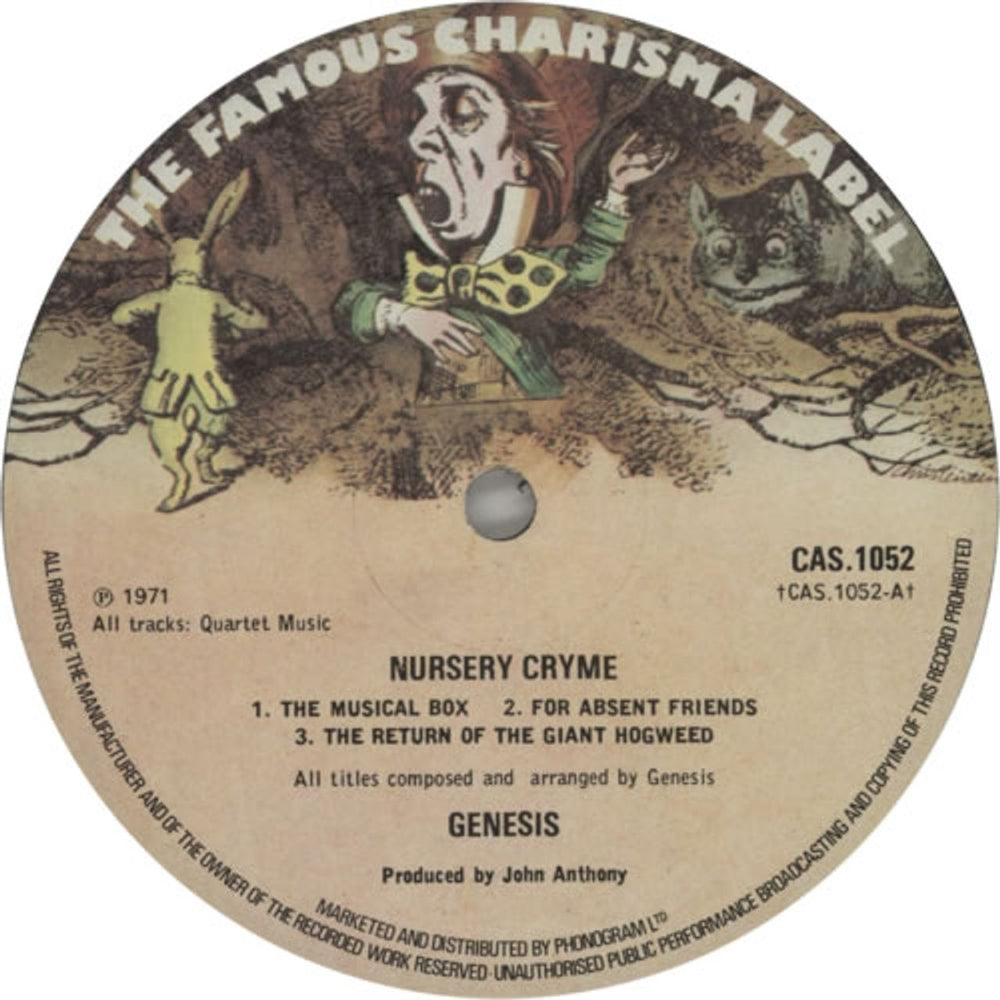 THE FAMOUS CHARISMA LABEL
CAS.1052
†CAS.1052-A†
℗ 1971
All tracks: Quartet Music
NURSERY CRYME
1. THE MUSICAL BOX 2. FOR ABSENT FRIENDS
3. THE RETURN OF THE GIANT HOGWEED
All titles composed and arranged by Genesis
GENESIS
Produced by John Anthony
MARKETED AND DISTRIBUTED BY PHONOGRAM LTD
ALL RIGHTS OF THE MANUFACTURER AND OF THE OWNER OF THE RECORDED WORK RESERVED·UNAUTHORISED PUBLIC PERFORMANCE BROADCASTING AND COPYING OF THIS RECORD PROHIBITED